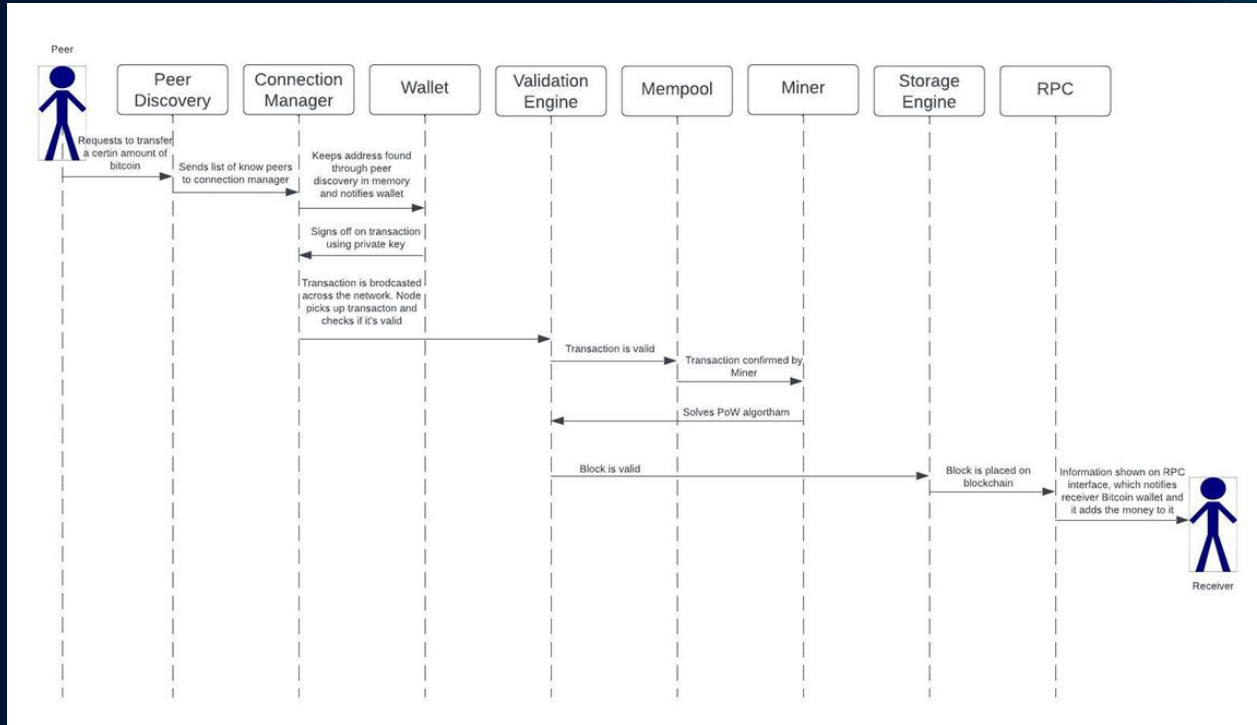 Peer
Peer
Discovery
Connection
Manager
Wallet
Validation
Engine
Mempool
Miner
Storage
Engine
RPC
Requests to transfer
a certin amount of
bitcoin
Sends list of know peers
to connection manager
Keeps address found
through peer
discovery in memory
and notifies wallet
Signs off on transaction
using private key
Transaction is brodcasted
across the network. Node
picks up transacton and
checks if it's valid
Transaction is valid
Transaction confirmed by
Miner
Solves PoW algortham
Block is valid
Block is placed on
blockchain
Information shown on RPC
interface, which notifies
receiver Bitcoin wallet and
it adds the money to it
Receiver